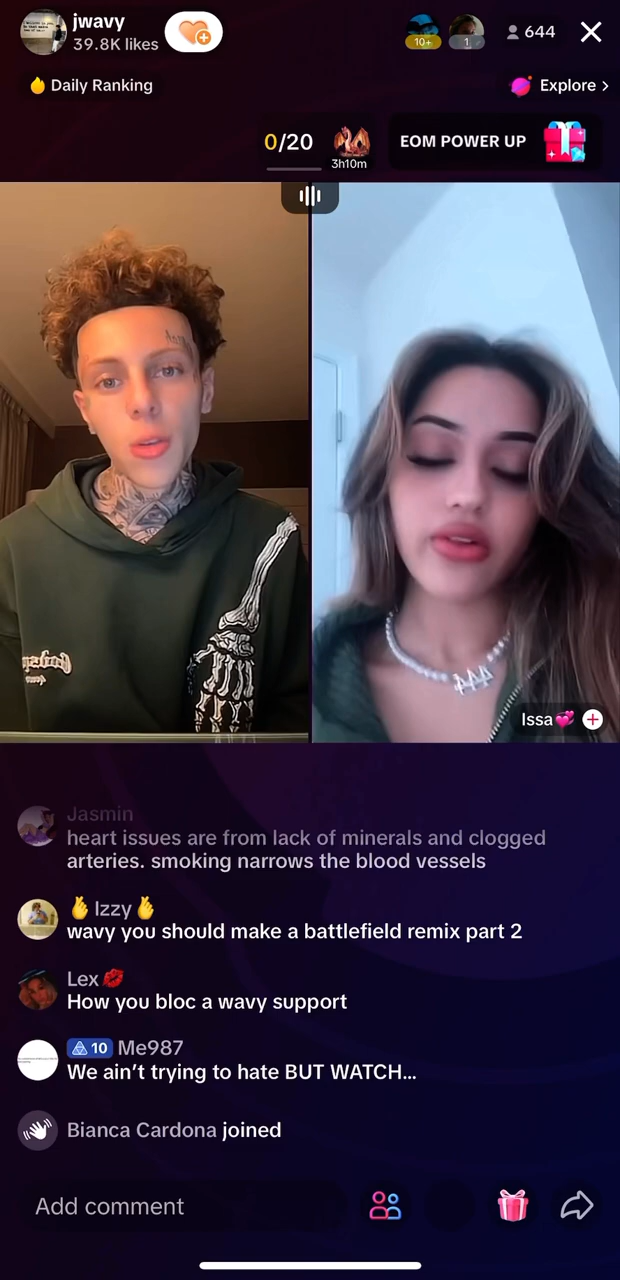 jwavy
39.8K likes
10+
1
644
Daily Ranking
Explore >
0/20
3h10m
EOM POWER UP
Issa💕
Jasmin
heart issues are from lack of minerals and clogged
arteries. smoking narrows the blood vessels
🫰Izzy🫰
wavy you should make a battlefield remix part 2
Lex💋
How you bloc a wavy support
10 Me987
We ain’t trying to hate BUT WATCH...
Bianca Cardona joined
Add comment